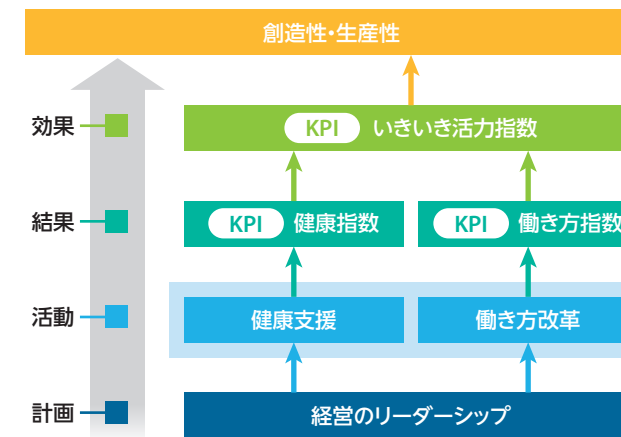 創造性・生産性
効果
KPI いきいき活力指数
結果
KPI 健康指数
KPI 働き方指数
活動
健康支援
働き方改革
計画
経営のリーダーシップ